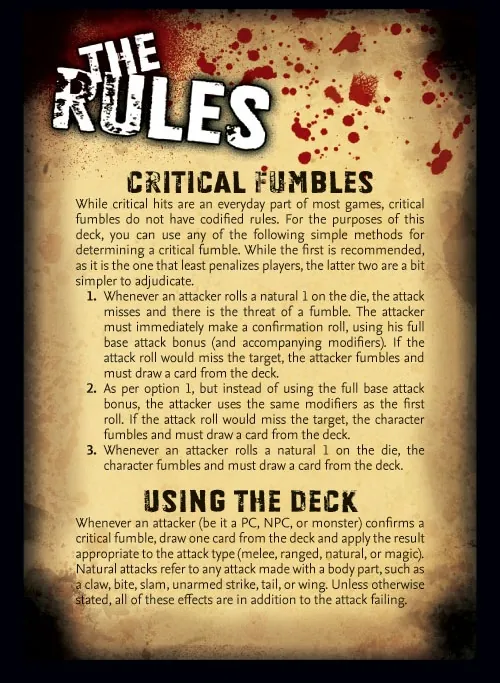 THE
RULES
CRITICAL FUMBLES
While critical hits are an everyday part of most games, critical
fumbles do not have codified rules. For the purposes of this
deck, you can use any of the following simple methods for
determining a critical fumble. While the first is recommended,
as it is the one that least penalizes players, the latter two are a bit
simpler to adjudicate.
1. Whenever an attacker rolls a natural 1 on the die, the attack
misses and there is the threat of a fumble. The attacker
must immediately make a confirmation roll, using his full
base attack bonus (and accompanying modifiers). If the
attack roll would miss the target, the attacker fumbles and
must draw a card from the deck.
2. As per option 1, but instead of using the full base attack
bonus, the attacker uses the same modifiers as the first
roll. If the attack roll would miss the target, the character
fumbles and must draw a card from the deck.
3. Whenever an attacker rolls a natural 1 on the die, the
character fumbles and must draw a card from the deck.
USING THE DECK
Whenever an attacker (be it a PC, NPC, or monster) confirms a
critical fumble, draw one card from the deck and apply the result
appropriate to the attack type (melee, ranged, natural, or magic).
Natural attacks refer to any attack made with a body part, such as
a claw, bite, slam, unarmed strike, tail, or wing. Unless otherwise
stated, all of these effects are in addition to the attack failing.